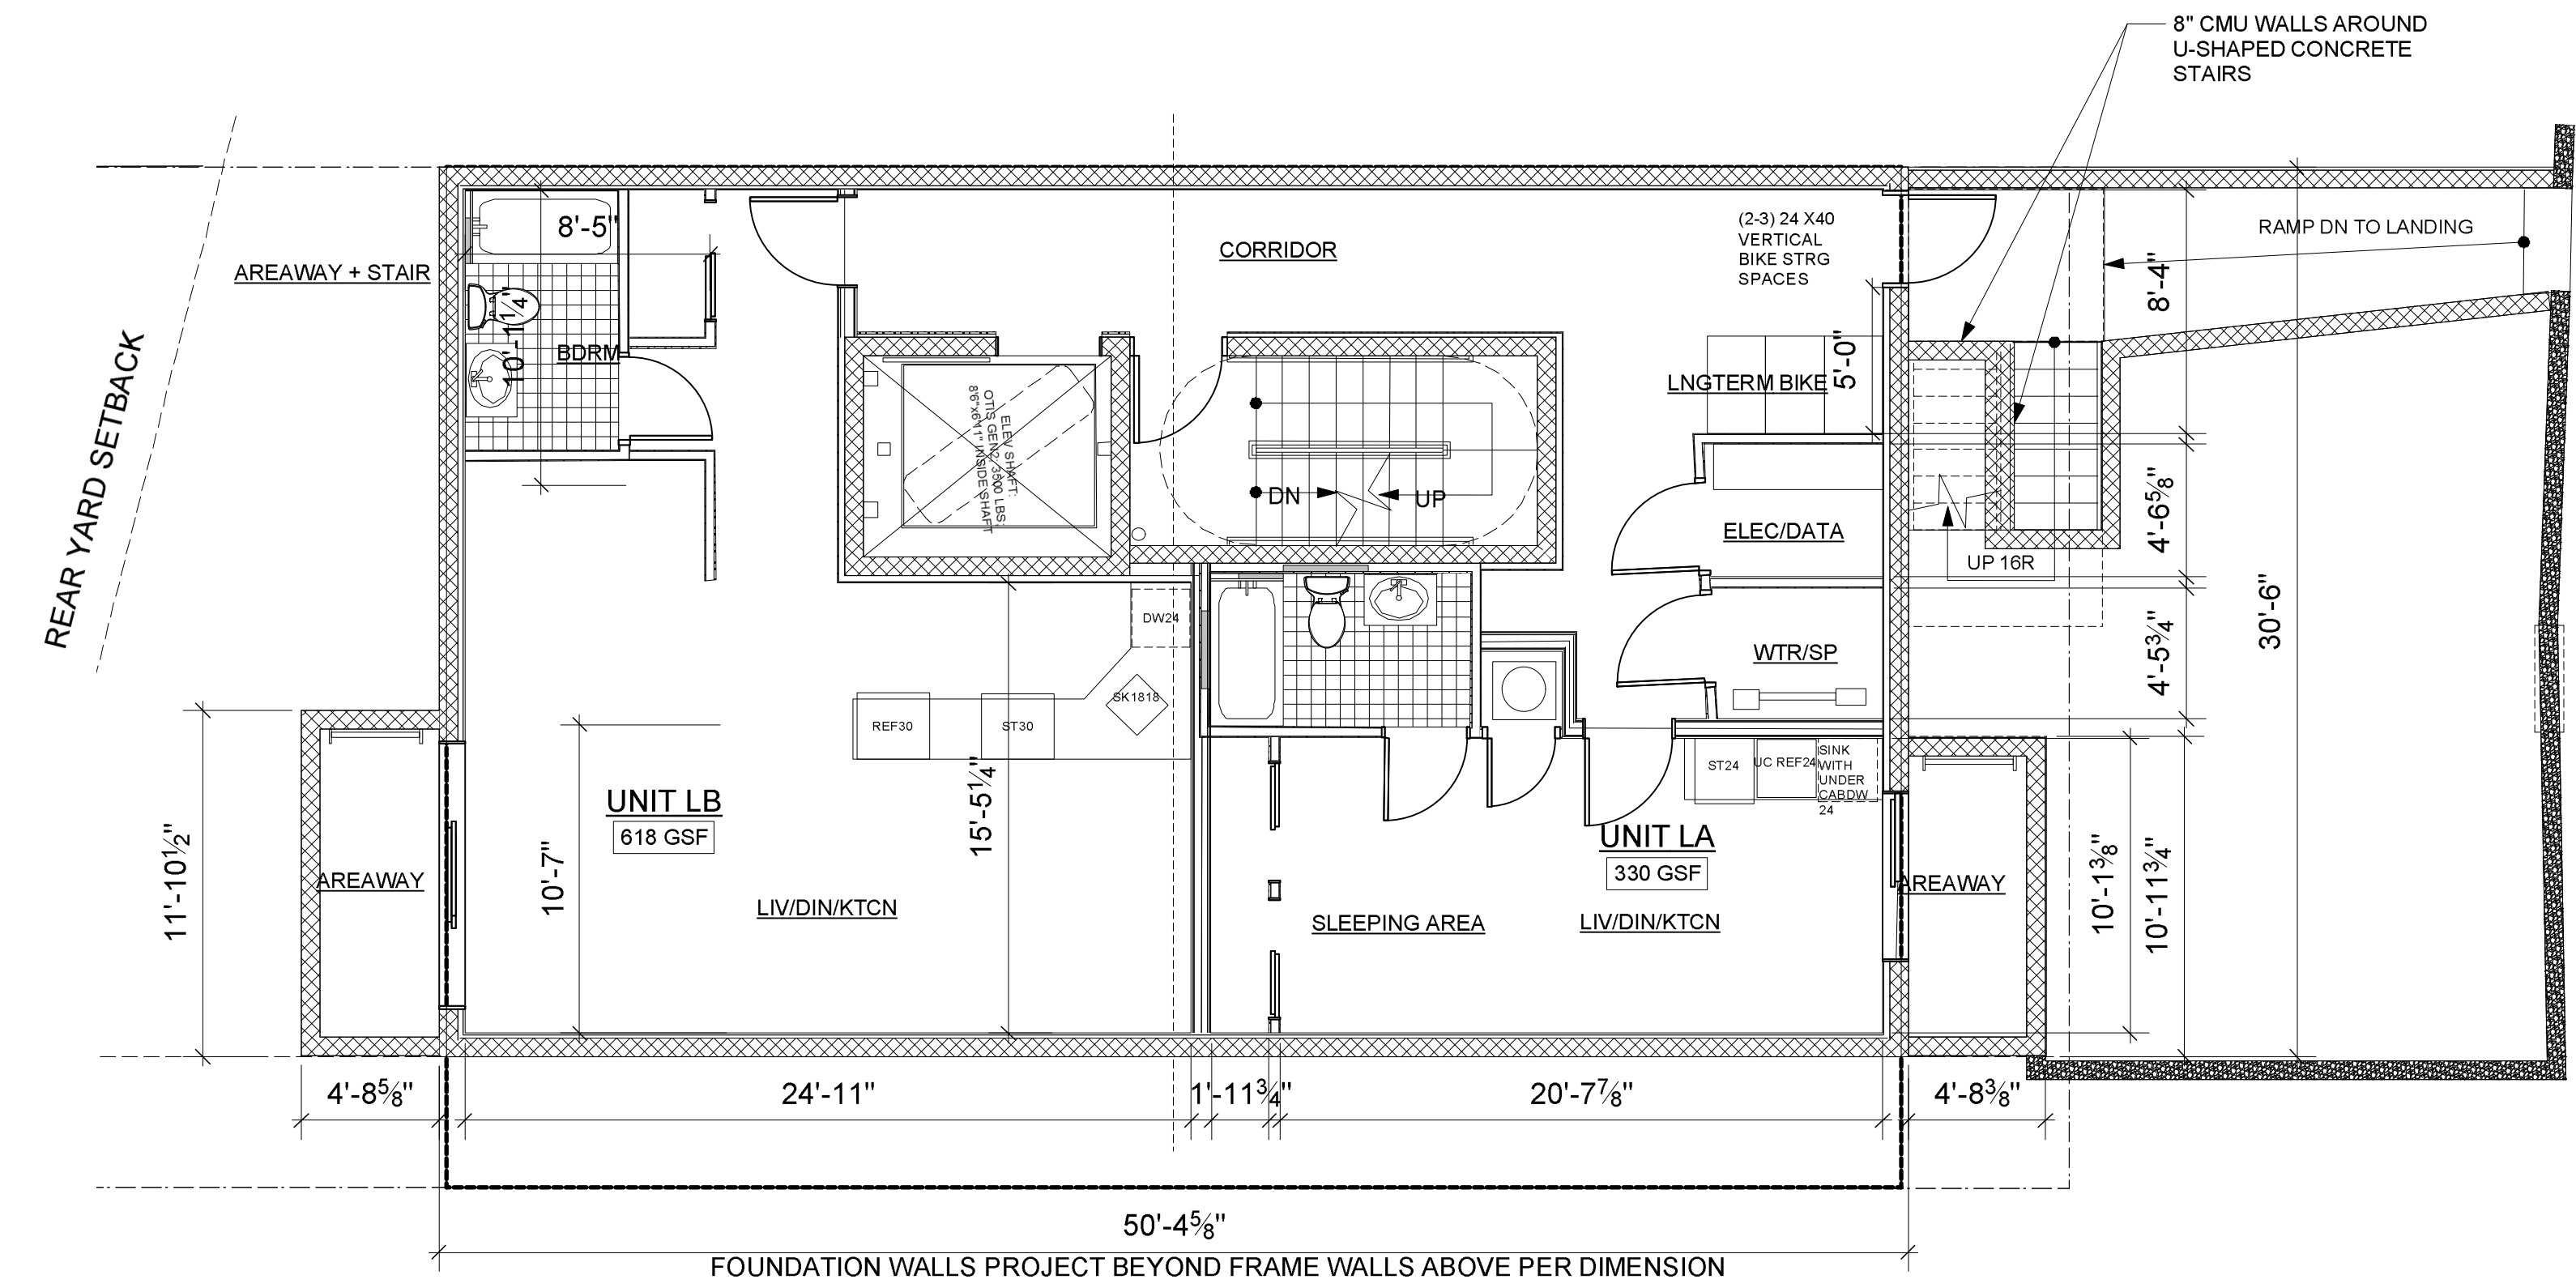 8" CMU WALLS AROUND
U-SHAPED CONCRETE
STAIRS
REAR YARD SETBACK
AREAWAY + STAIR
8'-5"
10'-1 1/4"
BDRM
CORRIDOR
(2-3) 24 X40
VERTICAL
BIKE STRG
SPACES
RAMP DN TO LANDING
8'-4"
5'-0"
LNGTERM BIKE
ELEV SHAFT:
OTIS GEN2, 3500 LBS
8'6"x6'11" INSIDE SHAFT
DN
UP
ELEC/DATA
UP 16R
4'-6 5/8"
4'-5 3/4"
30'-6"
WTR/SP
DW24
SK1818
REF30
ST30
15'-5 1/4"
ST24
UC REF24
SINK
WITH
UNDER
CABDW
24
UNIT LB
618 GSF
UNIT LA
330 GSF
11'-10 1/2"
AREAWAY
10'-7"
LIV/DIN/KTCN
SLEEPING AREA
LIV/DIN/KTCN
AREAWAY
10'-1 3/8"
10'-11 3/4"
4'-8 5/8"
24'-11"
1'-11 3/4"
20'-7 7/8"
4'-8 3/8"
50'-4 5/8"
FOUNDATION WALLS PROJECT BEYOND FRAME WALLS ABOVE PER DIMENSION